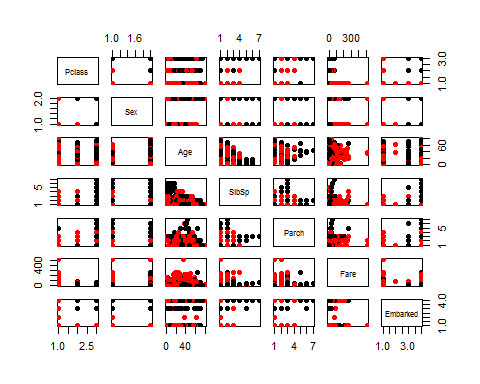 1.0 1.6 1 4 7 0 300
Pclass 1.0 3.0
1.0 2.0 Sex
Age 0 60
1 5 SibSp
Parch 1 5
0 400 Fare
Embarked 1.0 4.0
1.0 2.5 0 40 1 4 7 1.0 3.0